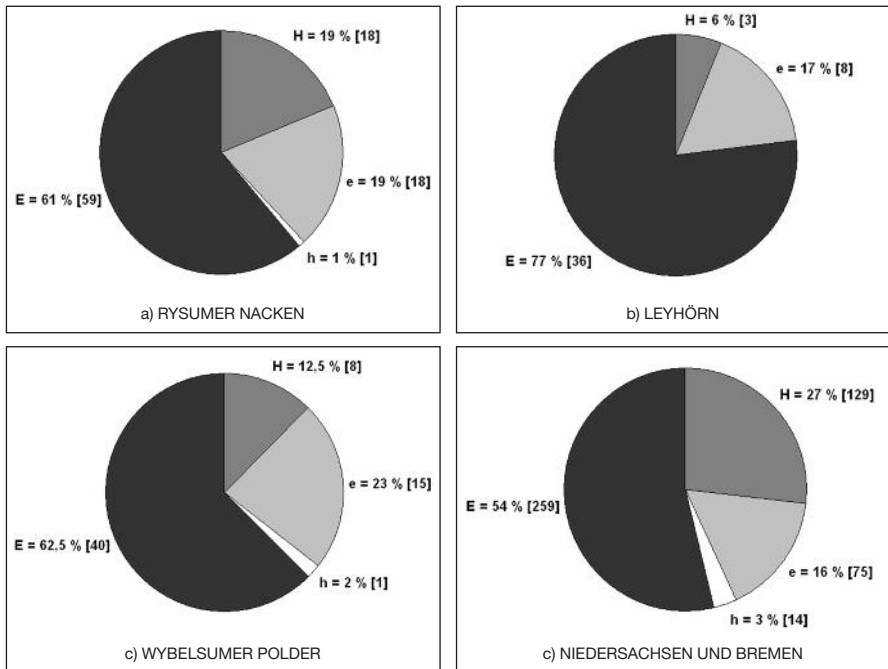 H = 19 % [18]
e = 19 % [18]
h = 1 % [1]
E = 61 % [59]
a) RYSUMER NACKEN
H = 6 % [3]
e = 17 % [8]
E = 77 % [36]
b) LEYHÖRN
H = 12,5 % [8]
e = 23 % [15]
h = 2 % [1]
E = 62,5 % [40]
c) WYBELSUMER POLDER
H = 27 % [129]
e = 16 % [75]
h = 3 % [14]
E = 54 % [259]
c) NIEDERSACHSEN UND BREMEN